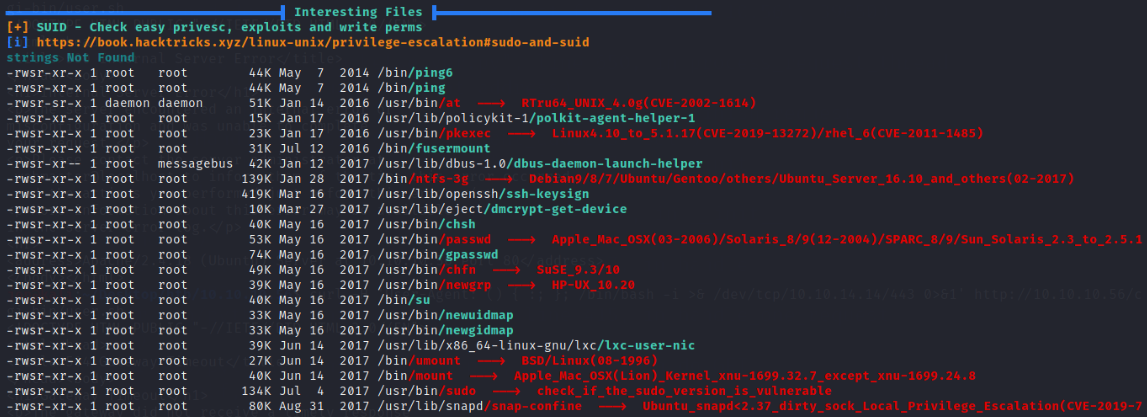 Interesting Files
[+] SUID - Check easy privesc, exploits and write perms
[i] https://book.hacktricks.xyz/linux-unix/privilege-escalation#sudo-and-suid
strings Not Found
-rwsr-xr-x 1 root   root        44K May  7  2014 /bin/ping6
-rwsr-xr-x 1 root   root        44K May  7  2014 /bin/ping
-rwsr-sr-x 1 daemon daemon      51K Jan 14  2016 /usr/bin/at  --->  RTru64_UNIX_4.0g(CVE-2002-1614)
-rwsr-xr-x 1 root   root        15K Jan 17  2016 /usr/lib/policykit-1/polkit-agent-helper-1
-rwsr-xr-x 1 root   root        23K Jan 17  2016 /usr/bin/pkexec  --->  Linux4.10_to_5.1.17(CVE-2019-13272)/rhel_6(CVE-2011-1485)
-rwsr-xr-x 1 root   root        31K Jul 12  2016 /bin/fusermount
-rwsr-xr-- 1 root   messagebus  42K Jan 12  2017 /usr/lib/dbus-1.0/dbus-daemon-launch-helper
-rwsr-xr-x 1 root   root       139K Jan 28  2017 /bin/ntfs-3g  --->  Debian9/8/7/Ubuntu/Gentoo/others/Ubuntu_Server_16.10_and_others(02-2017)
-rwsr-xr-x 1 root   root       419K Mar 16  2017 /usr/lib/openssh/ssh-keysign
-rwsr-xr-x 1 root   root        10K Mar 27  2017 /usr/lib/eject/dmcrypt-get-device
-rwsr-xr-x 1 root   root        40K May 16  2017 /usr/bin/chsh
-rwsr-xr-x 1 root   root        53K May 16  2017 /usr/bin/passwd  --->  Apple_Mac_OSX(03-2006)/Solaris_8/9(12-2004)/SPARC_8/9/Sun_Solaris_2.3_to_2.5.1
-rwsr-xr-x 1 root   root        74K May 16  2017 /usr/bin/gpasswd
-rwsr-xr-x 1 root   root        49K May 16  2017 /usr/bin/chfn  --->  SuSE_9.3/10
-rwsr-xr-x 1 root   root        39K May 16  2017 /usr/bin/newgrp  --->  HP-UX_10.20
-rwsr-xr-x 1 root   root        40K May 16  2017 /bin/su
-rwsr-xr-x 1 root   root        33K May 16  2017 /usr/bin/newuidmap
-rwsr-xr-x 1 root   root        33K May 16  2017 /usr/bin/newgidmap
-rwsr-xr-x 1 root   root        39K Jun 14  2017 /usr/lib/x86_64-linux-gnu/lxc/lxc-user-nic
-rwsr-xr-x 1 root   root        27K Jun 14  2017 /bin/umount  --->  BSD/Linux(08-1996)
-rwsr-xr-x 1 root   root        40K Jun 14  2017 /bin/mount  --->  Apple_Mac_OSX(Lion)_Kernel_xnu-1699.32.7_except_xnu-1699.24.8
-rwsr-xr-x 1 root   root       134K Jul  4  2017 /usr/bin/sudo  --->  check_if_the_sudo_version_is_vulnerable
-rwsr-xr-x 1 root   root        80K Aug 31  2017 /usr/lib/snapd/snap-confine  --->  Ubuntu_snapd<2.37_dirty_sock_Local_Privilege_Escalation(CVE-2019-7